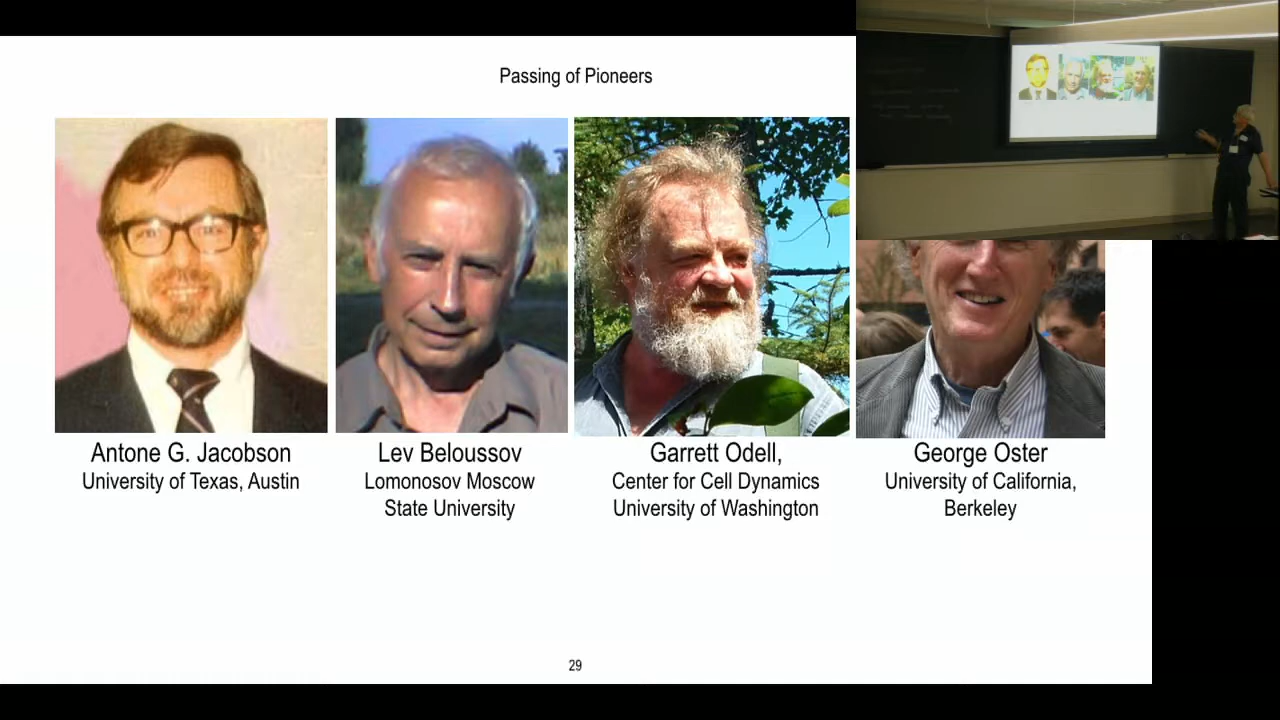 Passing of Pioneers
Antone G. Jacobson
University of Texas, Austin
Lev Beloussov
Lomonosov Moscow
State University
Garrett Odell,
Center for Cell Dynamics
University of Washington
George Oster
University of California,
Berkeley
29